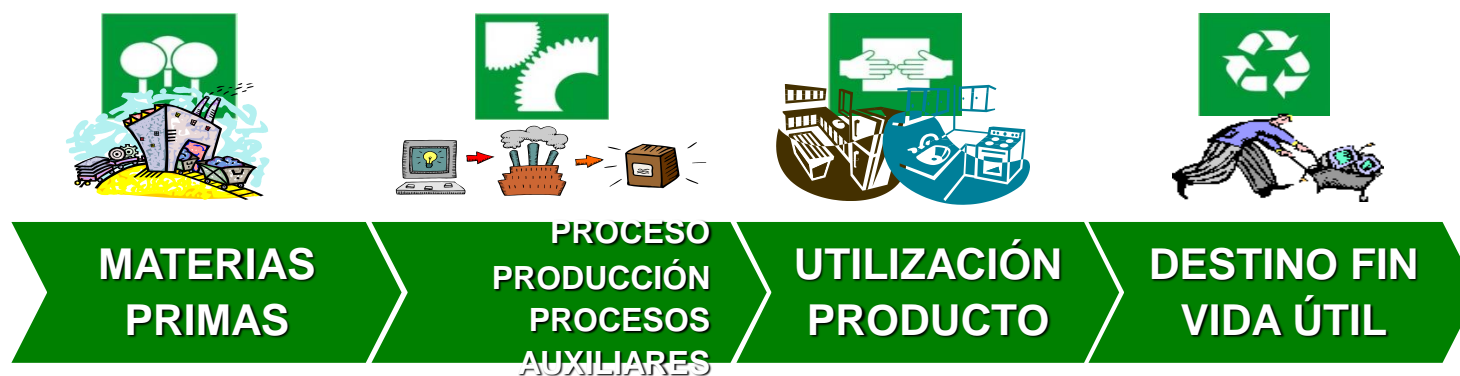 MATERIAS
PRIMAS
PROCESO
PRODUCCIÓN
PROCESOS
AUXILIARES
UTILIZACIÓN
PRODUCTO
DESTINO FIN
VIDA ÚTIL